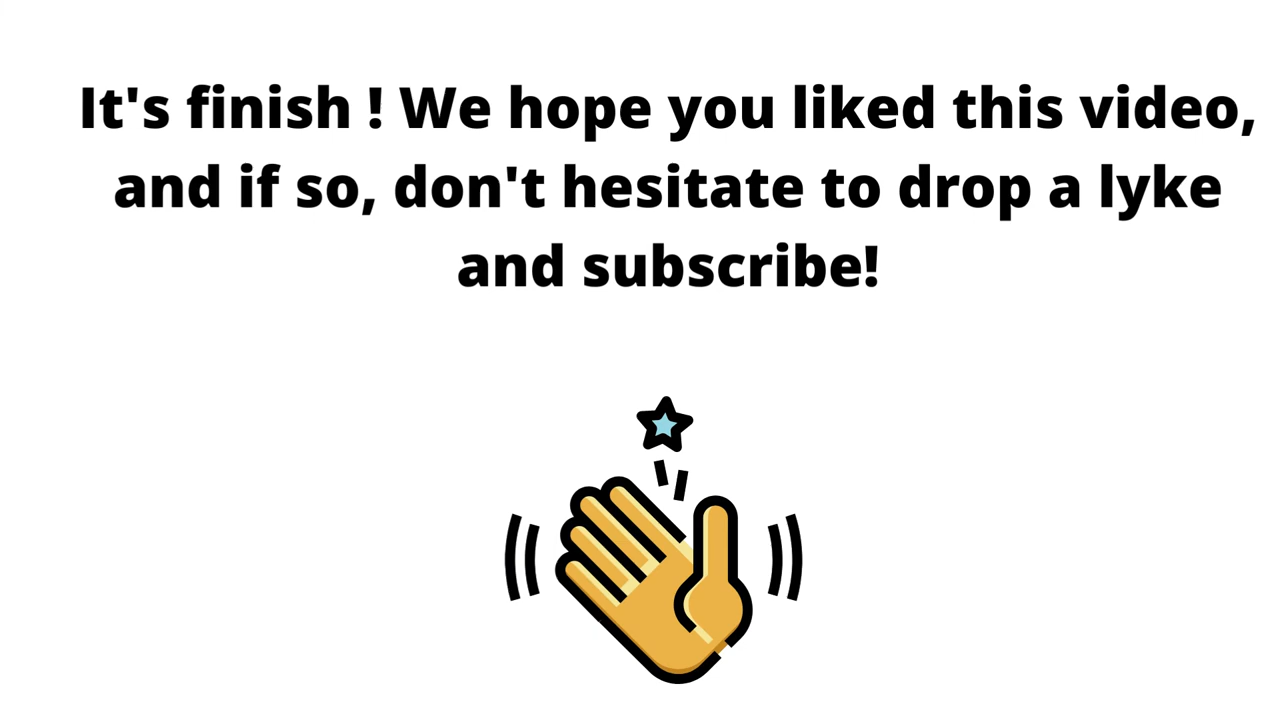 It's finish ! We hope you liked this video,
and if so, don't hesitate to drop a lyke
and subscribe!